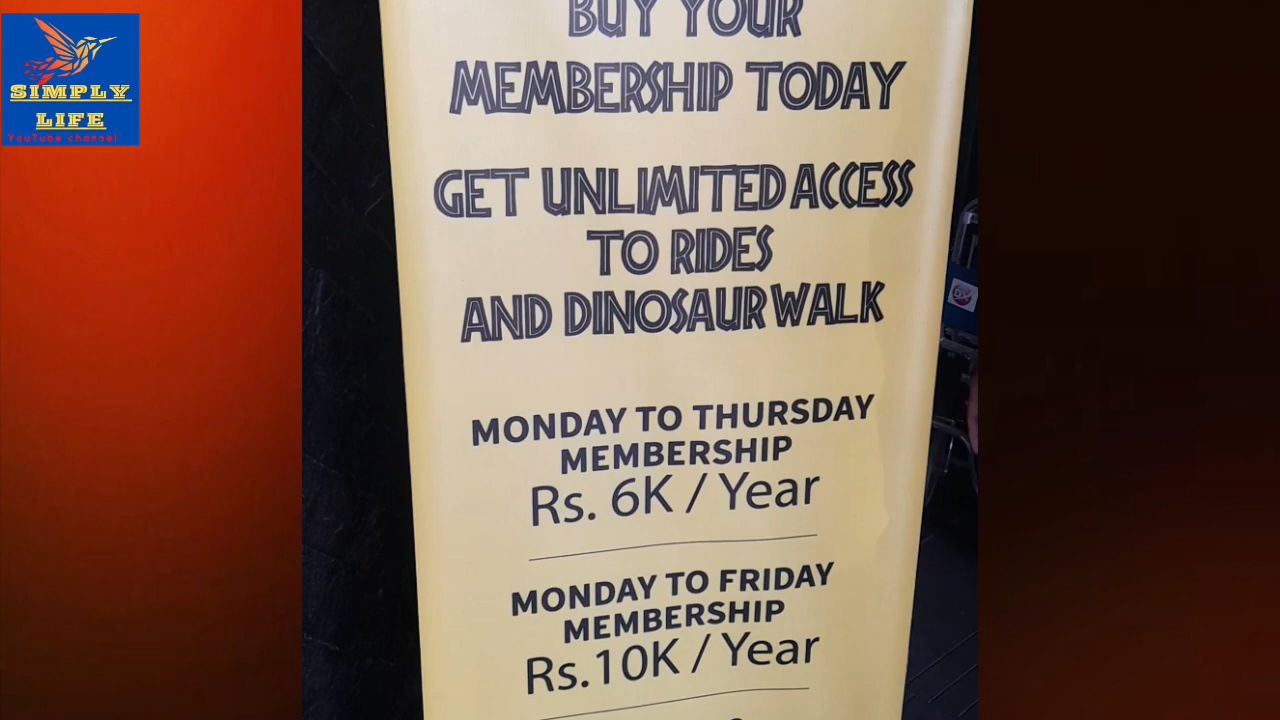 SIMPLY
LIFE
YouTube channel
BUY YOUR
MEMBERSHIP TODAY
GET UNLIMITED ACCESS
TO RIDES
AND DINOSAUR WALK
MONDAY TO THURSDAY
MEMBERSHIP
Rs. 6K / Year
MONDAY TO FRIDAY
MEMBERSHIP
Rs.10K / Year